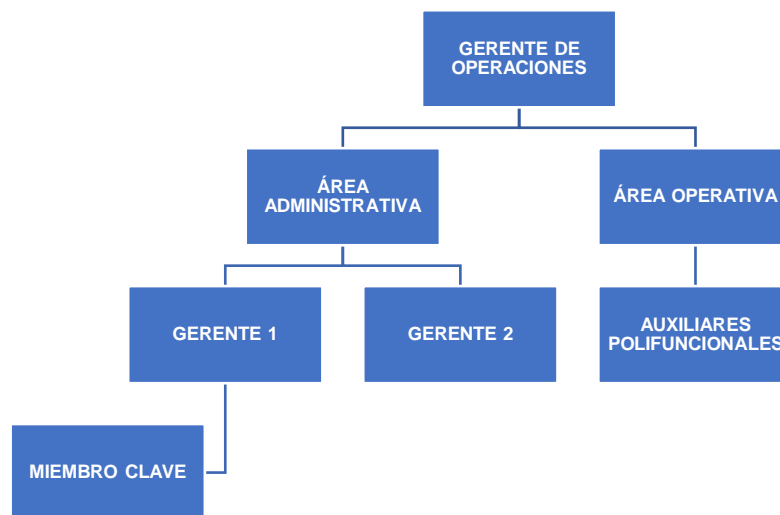 GERENTE DE
OPERACIONES
ÁREA
ADMINISTRATIVA
ÁREA OPERATIVA
GERENTE 1
GERENTE 2
AUXILIARES
POLIFUNCIONALES
MIEMBRO CLAVE